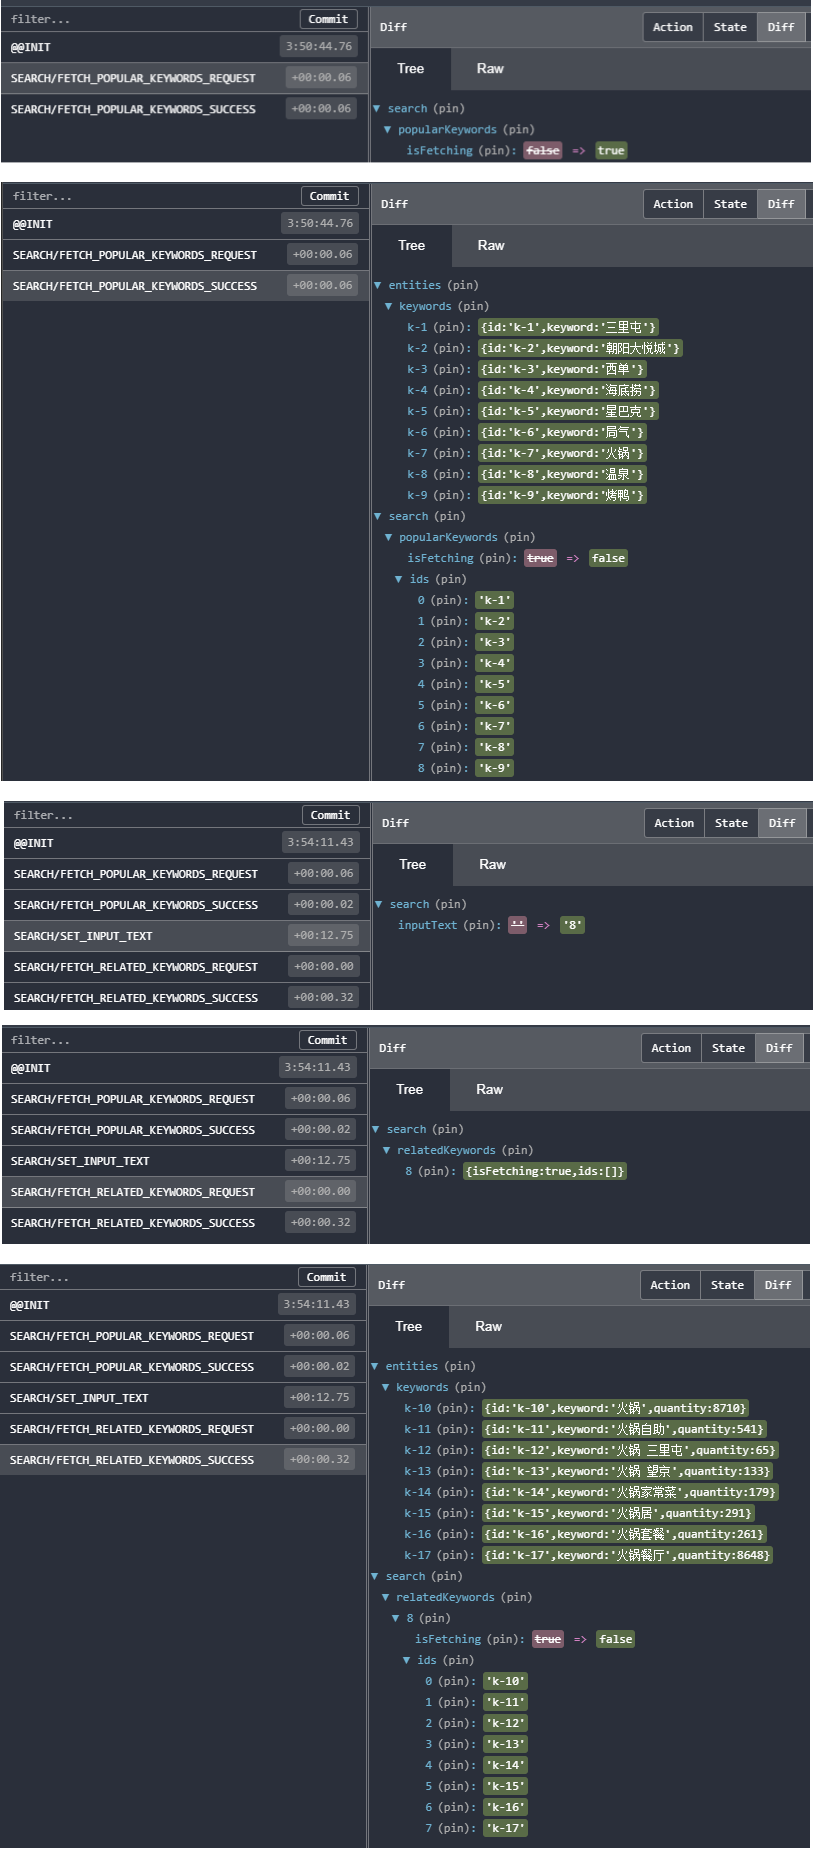 filter... Commit
@@INIT 3:50:44.76
SEARCH/FETCH_POPULAR_KEYWORDS_REQUEST +00:00.06
SEARCH/FETCH_POPULAR_KEYWORDS_SUCCESS +00:00.06
Diff Action State Diff
Tree Raw
search (pin)
popularKeywords (pin)
isFetching (pin): false => true
filter... Commit
@@INIT 3:50:44.76
SEARCH/FETCH_POPULAR_KEYWORDS_REQUEST +00:00.06
SEARCH/FETCH_POPULAR_KEYWORDS_SUCCESS +00:00.06
Diff Action State Diff
Tree Raw
entities (pin)
keywords (pin)
k-1 (pin): {id:'k-1',keyword:'三里屯'}
k-2 (pin): {id:'k-2',keyword:'朝阳大悦城'}
k-3 (pin): {id:'k-3',keyword:'西单'}
k-4 (pin): {id:'k-4',keyword:'海底捞'}
k-5 (pin): {id:'k-5',keyword:'星巴克'}
k-6 (pin): {id:'k-6',keyword:'局气'}
k-7 (pin): {id:'k-7',keyword:'火锅'}
k-8 (pin): {id:'k-8',keyword:'温泉'}
k-9 (pin): {id:'k-9',keyword:'烤鸭'}
search (pin)
popularKeywords (pin)
isFetching (pin): true => false
ids (pin)
0 (pin): 'k-1'
1 (pin): 'k-2'
2 (pin): 'k-3'
3 (pin): 'k-4'
4 (pin): 'k-5'
5 (pin): 'k-6'
6 (pin): 'k-7'
7 (pin): 'k-8'
8 (pin): 'k-9'
filter... Commit
@@INIT 3:54:11.43
SEARCH/FETCH_POPULAR_KEYWORDS_REQUEST +00:00.06
SEARCH/FETCH_POPULAR_KEYWORDS_SUCCESS +00:00.02
SEARCH/SET_INPUT_TEXT +00:12.75
SEARCH/FETCH_RELATED_KEYWORDS_REQUEST +00:00.00
SEARCH/FETCH_RELATED_KEYWORDS_SUCCESS +00:00.32
Diff Action State Diff
Tree Raw
search (pin)
inputText (pin): '' => '8'
filter... Commit
@@INIT 3:54:11.43
SEARCH/FETCH_POPULAR_KEYWORDS_REQUEST +00:00.06
SEARCH/FETCH_POPULAR_KEYWORDS_SUCCESS +00:00.02
SEARCH/SET_INPUT_TEXT +00:12.75
SEARCH/FETCH_RELATED_KEYWORDS_REQUEST +00:00.00
SEARCH/FETCH_RELATED_KEYWORDS_SUCCESS +00:00.32
Diff Action State Diff
Tree Raw
search (pin)
relatedKeywords (pin)
8 (pin): {isFetching:true,ids:[]}
filter... Commit
@@INIT 3:54:11.43
SEARCH/FETCH_POPULAR_KEYWORDS_REQUEST +00:00.06
SEARCH/FETCH_POPULAR_KEYWORDS_SUCCESS +00:00.02
SEARCH/SET_INPUT_TEXT +00:12.75
SEARCH/FETCH_RELATED_KEYWORDS_REQUEST +00:00.00
SEARCH/FETCH_RELATED_KEYWORDS_SUCCESS +00:00.32
Diff Action State Diff
Tree Raw
entities (pin)
keywords (pin)
k-10 (pin): {id:'k-10',keyword:'火锅',quantity:8710}
k-11 (pin): {id:'k-11',keyword:'火锅自助',quantity:541}
k-12 (pin): {id:'k-12',keyword:'火锅 三里屯',quantity:65}
k-13 (pin): {id:'k-13',keyword:'火锅 望京',quantity:133}
k-14 (pin): {id:'k-14',keyword:'火锅家常菜',quantity:179}
k-15 (pin): {id:'k-15',keyword:'火锅居',quantity:291}
k-16 (pin): {id:'k-16',keyword:'火锅套餐',quantity:261}
k-17 (pin): {id:'k-17',keyword:'火锅餐厅',quantity:8648}
search (pin)
relatedKeywords (pin)
8 (pin)
isFetching (pin): true => false
ids (pin)
0 (pin): 'k-10'
1 (pin): 'k-11'
2 (pin): 'k-12'
3 (pin): 'k-13'
4 (pin): 'k-14'
5 (pin): 'k-15'
6 (pin): 'k-16'
7 (pin): 'k-17'